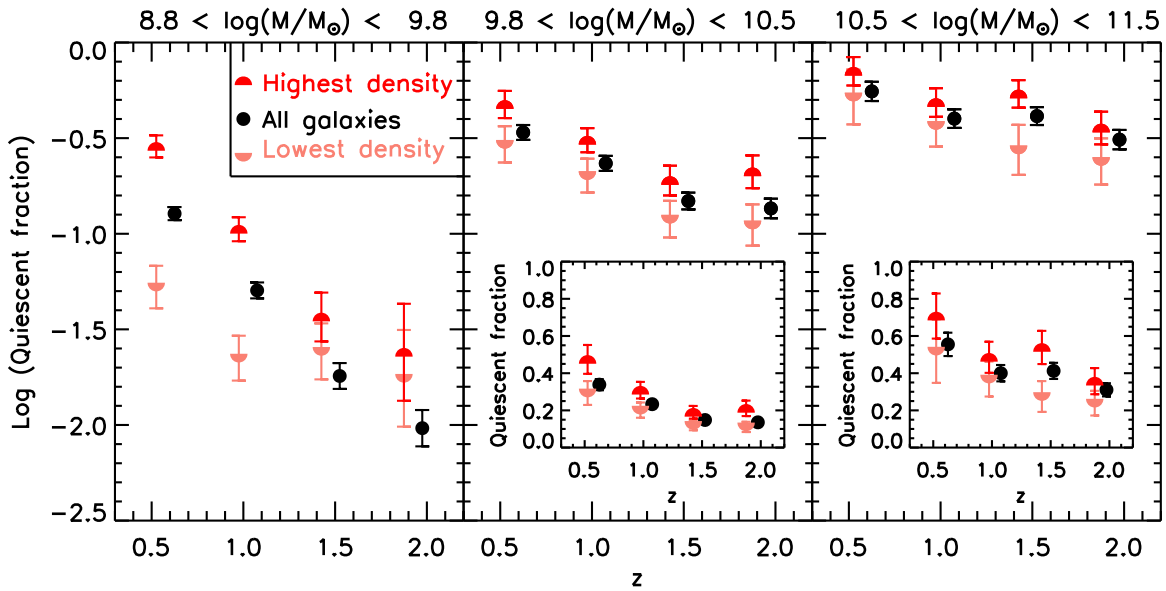 8.8 < log(M/M⊙) < 9.8
9.8 < log(M/M⊙) < 10.5
10.5 < log(M/M⊙) < 11.5
Highest density
All galaxies
Lowest density
Log (Quiescent fraction)
0.0
−0.5
−1.0
−1.5
−2.0
−2.5
0.5 1.0 1.5 2.0
Quiescent fraction
1.0
0.8
0.6
0.4
0.2
0.0
0.5 1.0 1.5 2.0
z
0.5 1.0 1.5 2.0
Quiescent fraction
1.0
0.8
0.6
0.4
0.2
0.0
0.5 1.0 1.5 2.0
z
0.5 1.0 1.5 2.0
z